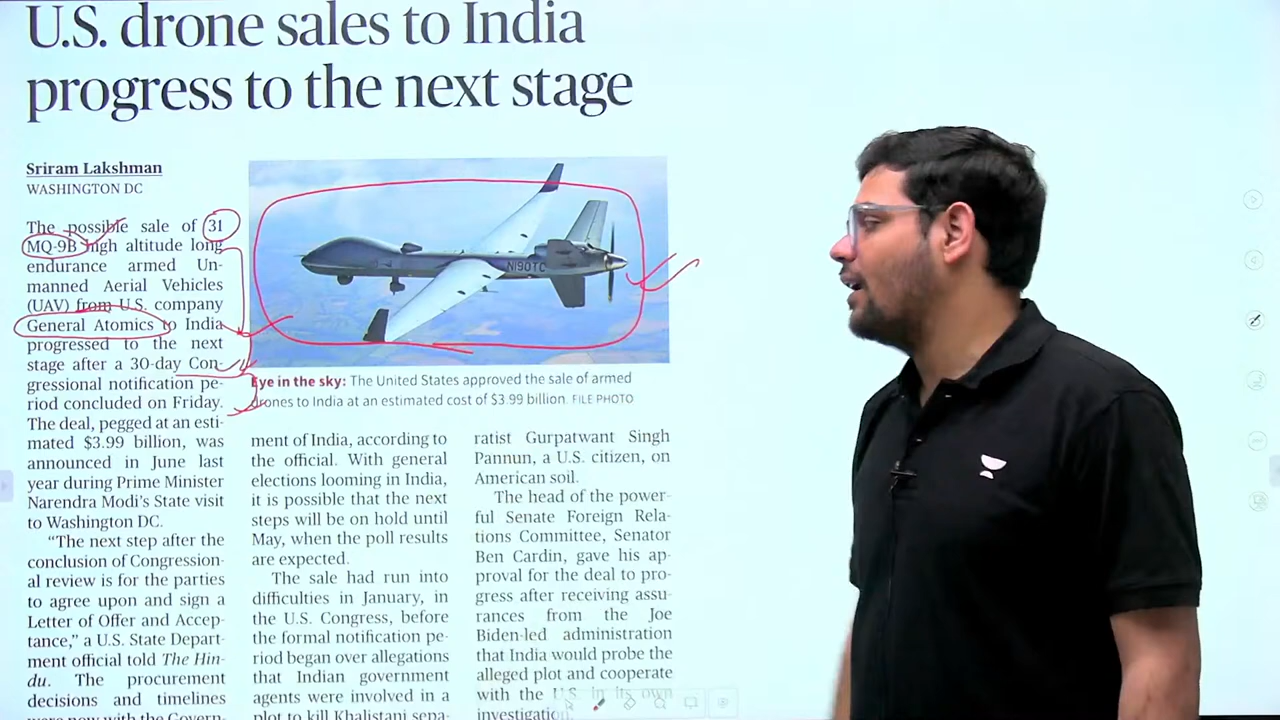 U.S. drone sales to India
progress to the next stage
Sriram Lakshman
WASHINGTON DC
The possible sale of 31
MQ-9B high altitude long
endurance armed Un-
manned Aerial Vehicles
(UAV) from U.S. company
General Atomics to India
progressed to the next
stage after a 30-day Con-
gressional notification pe-
riod concluded on Friday.
The deal, pegged at an esti-
mated $3.99 billion, was
announced in June last
year during Prime Minister
Narendra Modi's State visit
to Washington DC.
“The next step after the
conclusion of Congression-
al review is for the parties
to agree upon and sign a
Letter of Offer and Accep-
tance,” a U.S. State Depart-
ment official told The Hin-
du. The procurement
decisions and timelines
were now with the Govern-
N190TC
Eye in the sky: The United States approved the sale of armed
drones to India at an estimated cost of $3.99 billion. FILE PHOTO
ment of India, according to
the official. With general
elections looming in India,
it is possible that the next
steps will be on hold until
May, when the poll results
are expected.
The sale had run into
difficulties in January, in
the U.S. Congress, before
the formal notification pe-
riod began over allegations
that Indian government
agents were involved in a
plot to kill Khalistani sepa-
ratist Gurpatwant Singh
Pannun, a U.S. citizen, on
American soil.
The head of the power-
ful Senate Foreign Rela-
tions Committee, Senator
Ben Cardin, gave his ap-
proval for the deal to pro-
gress after receiving assu-
rances from the Joe
Biden-led administration
that India would probe the
alleged plot and cooperate
with the U.S. in its own
investigation.